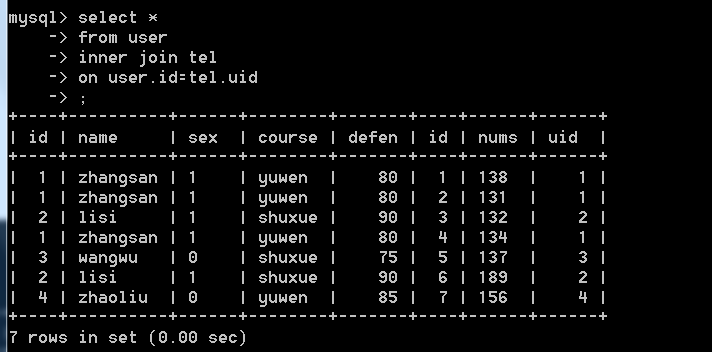 mysql> select *
    -> from user
    -> inner join tel
    -> on user.id=tel.uid
    -> ;
+----+----------+------+--------+-------+----+------+------+
| id | name     | sex  | course | defen | id | nums | uid  |
+----+----------+------+--------+-------+----+------+------+
|  1 | zhangsan | 1    | yuwen  |    80 |  1 | 138  |    1 |
|  1 | zhangsan | 1    | yuwen  |    80 |  2 | 131  |    1 |
|  2 | lisi     | 1    | shuxue |    90 |  3 | 132  |    2 |
|  1 | zhangsan | 1    | yuwen  |    80 |  4 | 134  |    1 |
|  3 | wangwu   | 0    | shuxue |    75 |  5 | 137  |    3 |
|  2 | lisi     | 1    | shuxue |    90 |  6 | 189  |    2 |
|  4 | zhaoliu  | 0    | yuwen  |    85 |  7 | 156  |    4 |
+----+----------+------+--------+-------+----+------+------+
7 rows in set (0.00 sec)